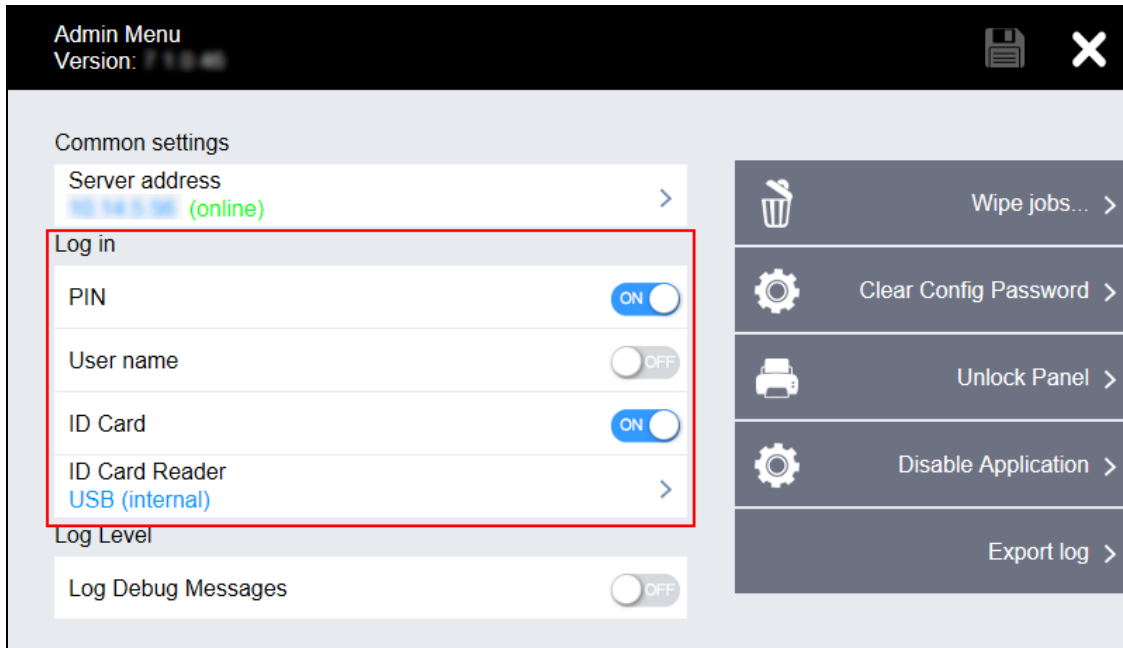 Admin Menu
Version:
Common settings
Server address
(online)
Log in
PIN
ON
User name
OFF
ID Card
ON
ID Card Reader
USB (internal)
Log Level
Log Debug Messages
OFF
Wipe jobs...
Clear Config Password
Unlock Panel
Disable Application
Export log